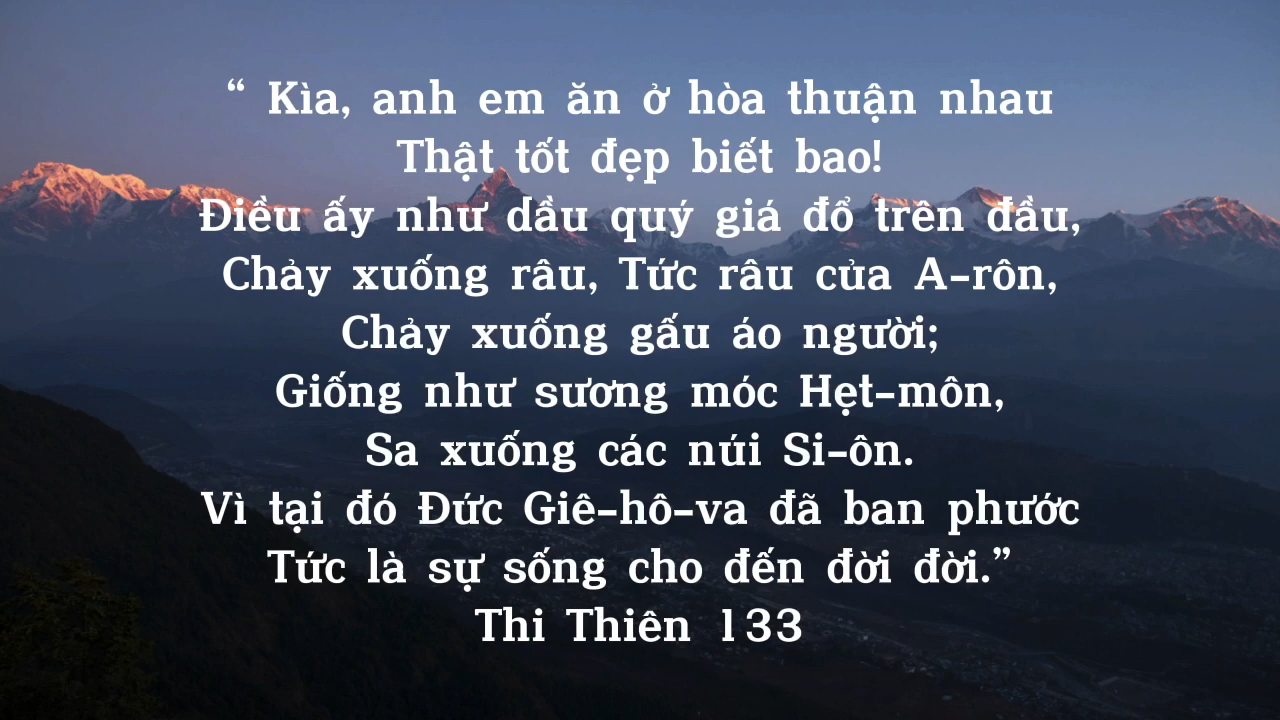 “ Kìa, anh em ăn ở hòa thuận nhau
Thật tốt đẹp biết bao!
Điều ấy như dầu quý giá đổ trên đầu,
Chảy xuống râu, Tức râu của A-rôn,
Chảy xuống gấu áo người;
Giống như sương móc Hẹt-môn,
Sa xuống các núi Si-ôn.
Vì tại đó Đức Giê-hô-va đã ban phước
Tức là sự sống cho đến đời đời.”
Thi Thiên 133